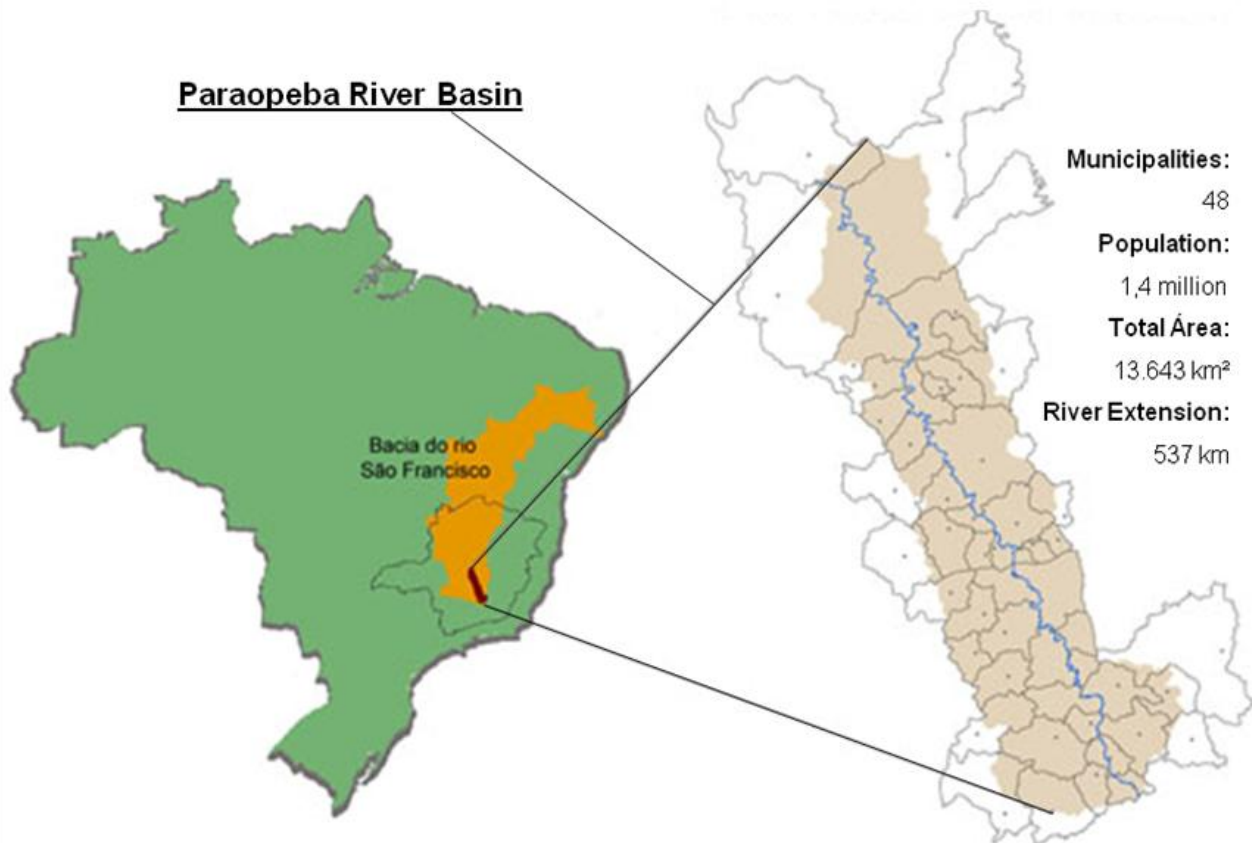 Paraopeba River Basin
Bacia do rio
São Francisco
Municipalities:
48
Population:
1,4 million
Total Área:
13.643 km²
River Extension:
537 km